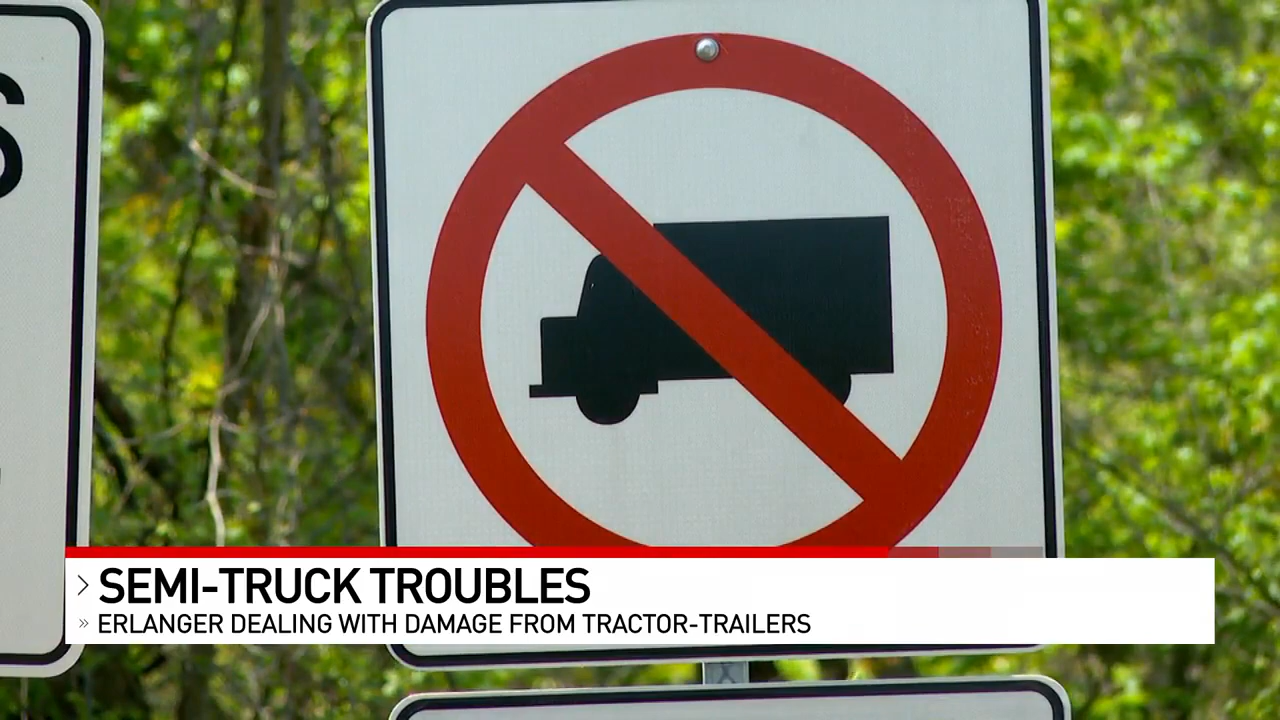 S
SEMI-TRUCK TROUBLES
ERLANGER DEALING WITH DAMAGE FROM TRACTOR-TRAILERS